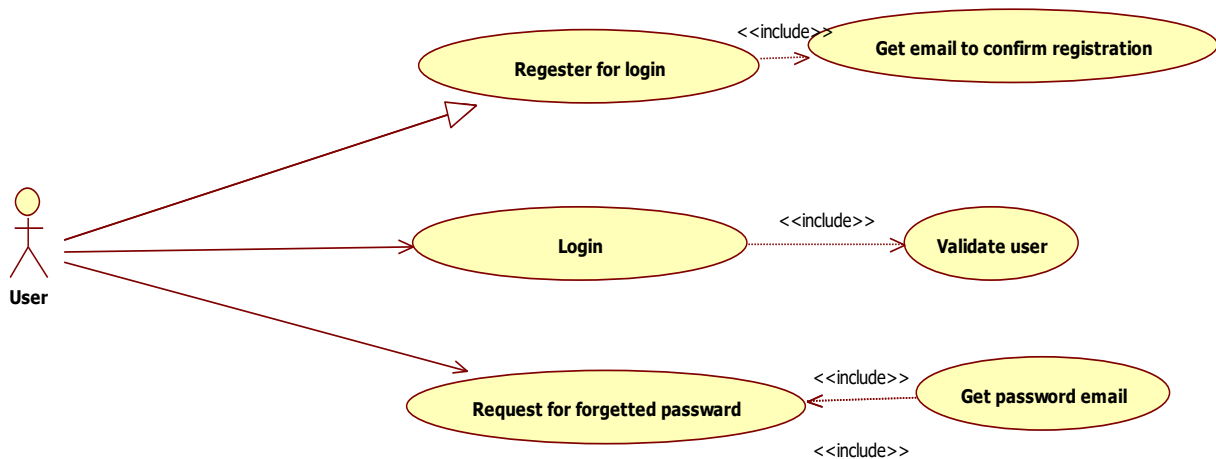 <<include>>
Get email to confirm registration
Regester for login
<<include>>
Login
Validate user
User
<<include>>
Get password email
Request for forgetted passward
<<include>>